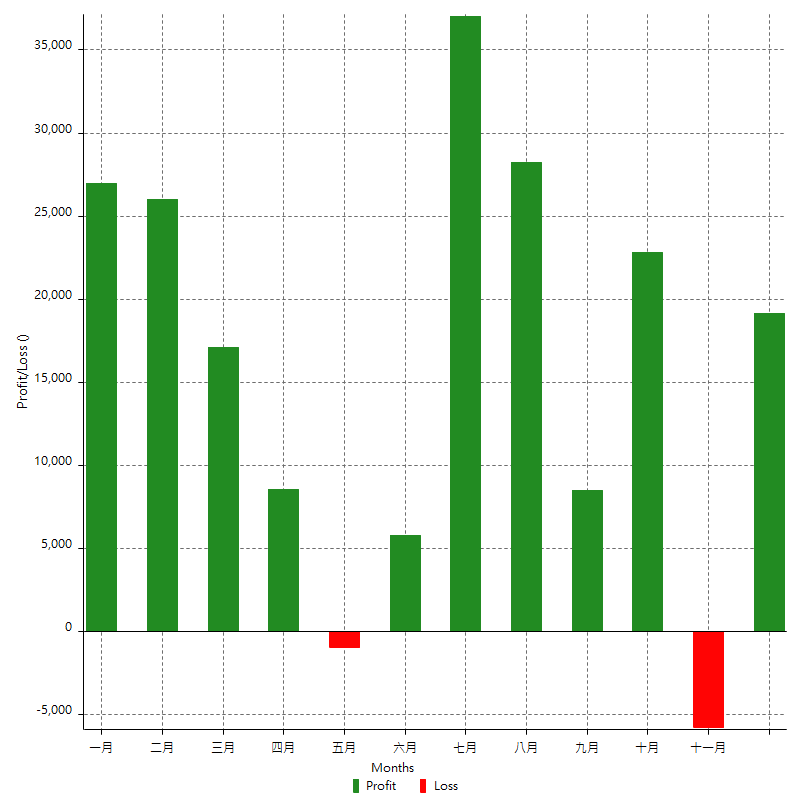 35,000
30,000
25,000
20,000
15,000
10,000
5,000
0
-5,000
Profit/Loss ()
一月 二月 三月 四月 五月 六月 七月 八月 九月 十月 十一月
Months
Profit Loss